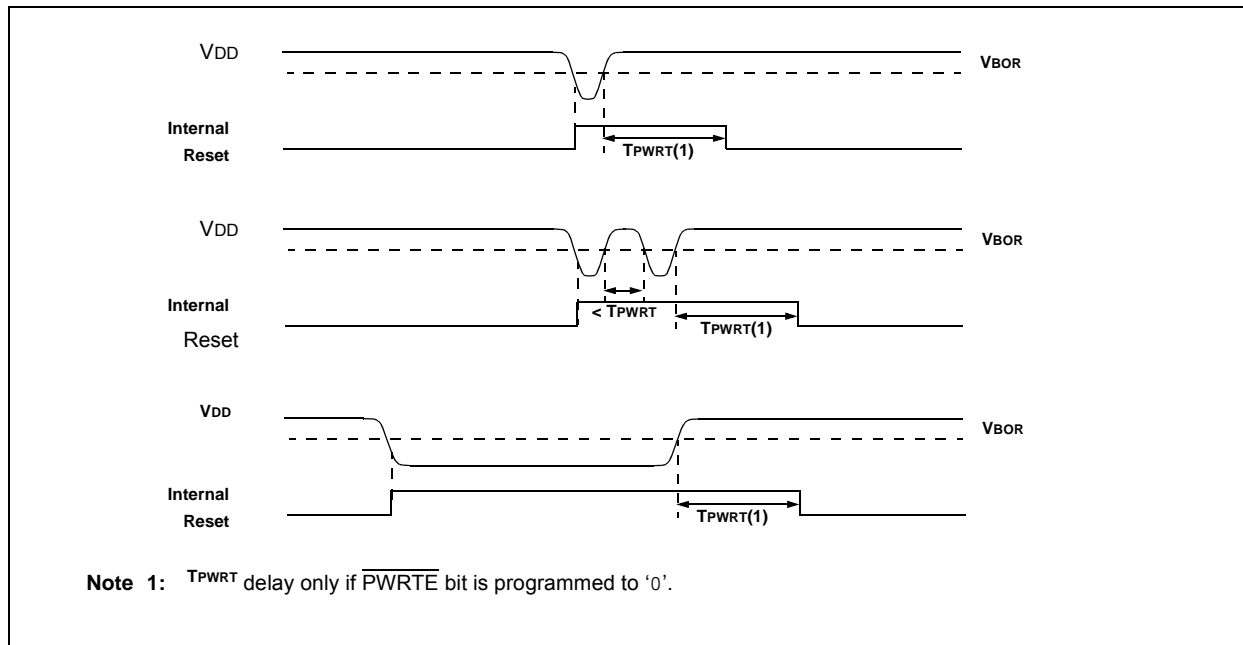 VDD
VBOR
Internal
Reset
TPWRT(1)
VDD
VBOR
Internal
Reset
< TPWRT
TPWRT(1)
VDD
VBOR
Internal
Reset
TPWRT(1)
Note 1: TPWRT delay only if PWRTE bit is programmed to ‘0’.